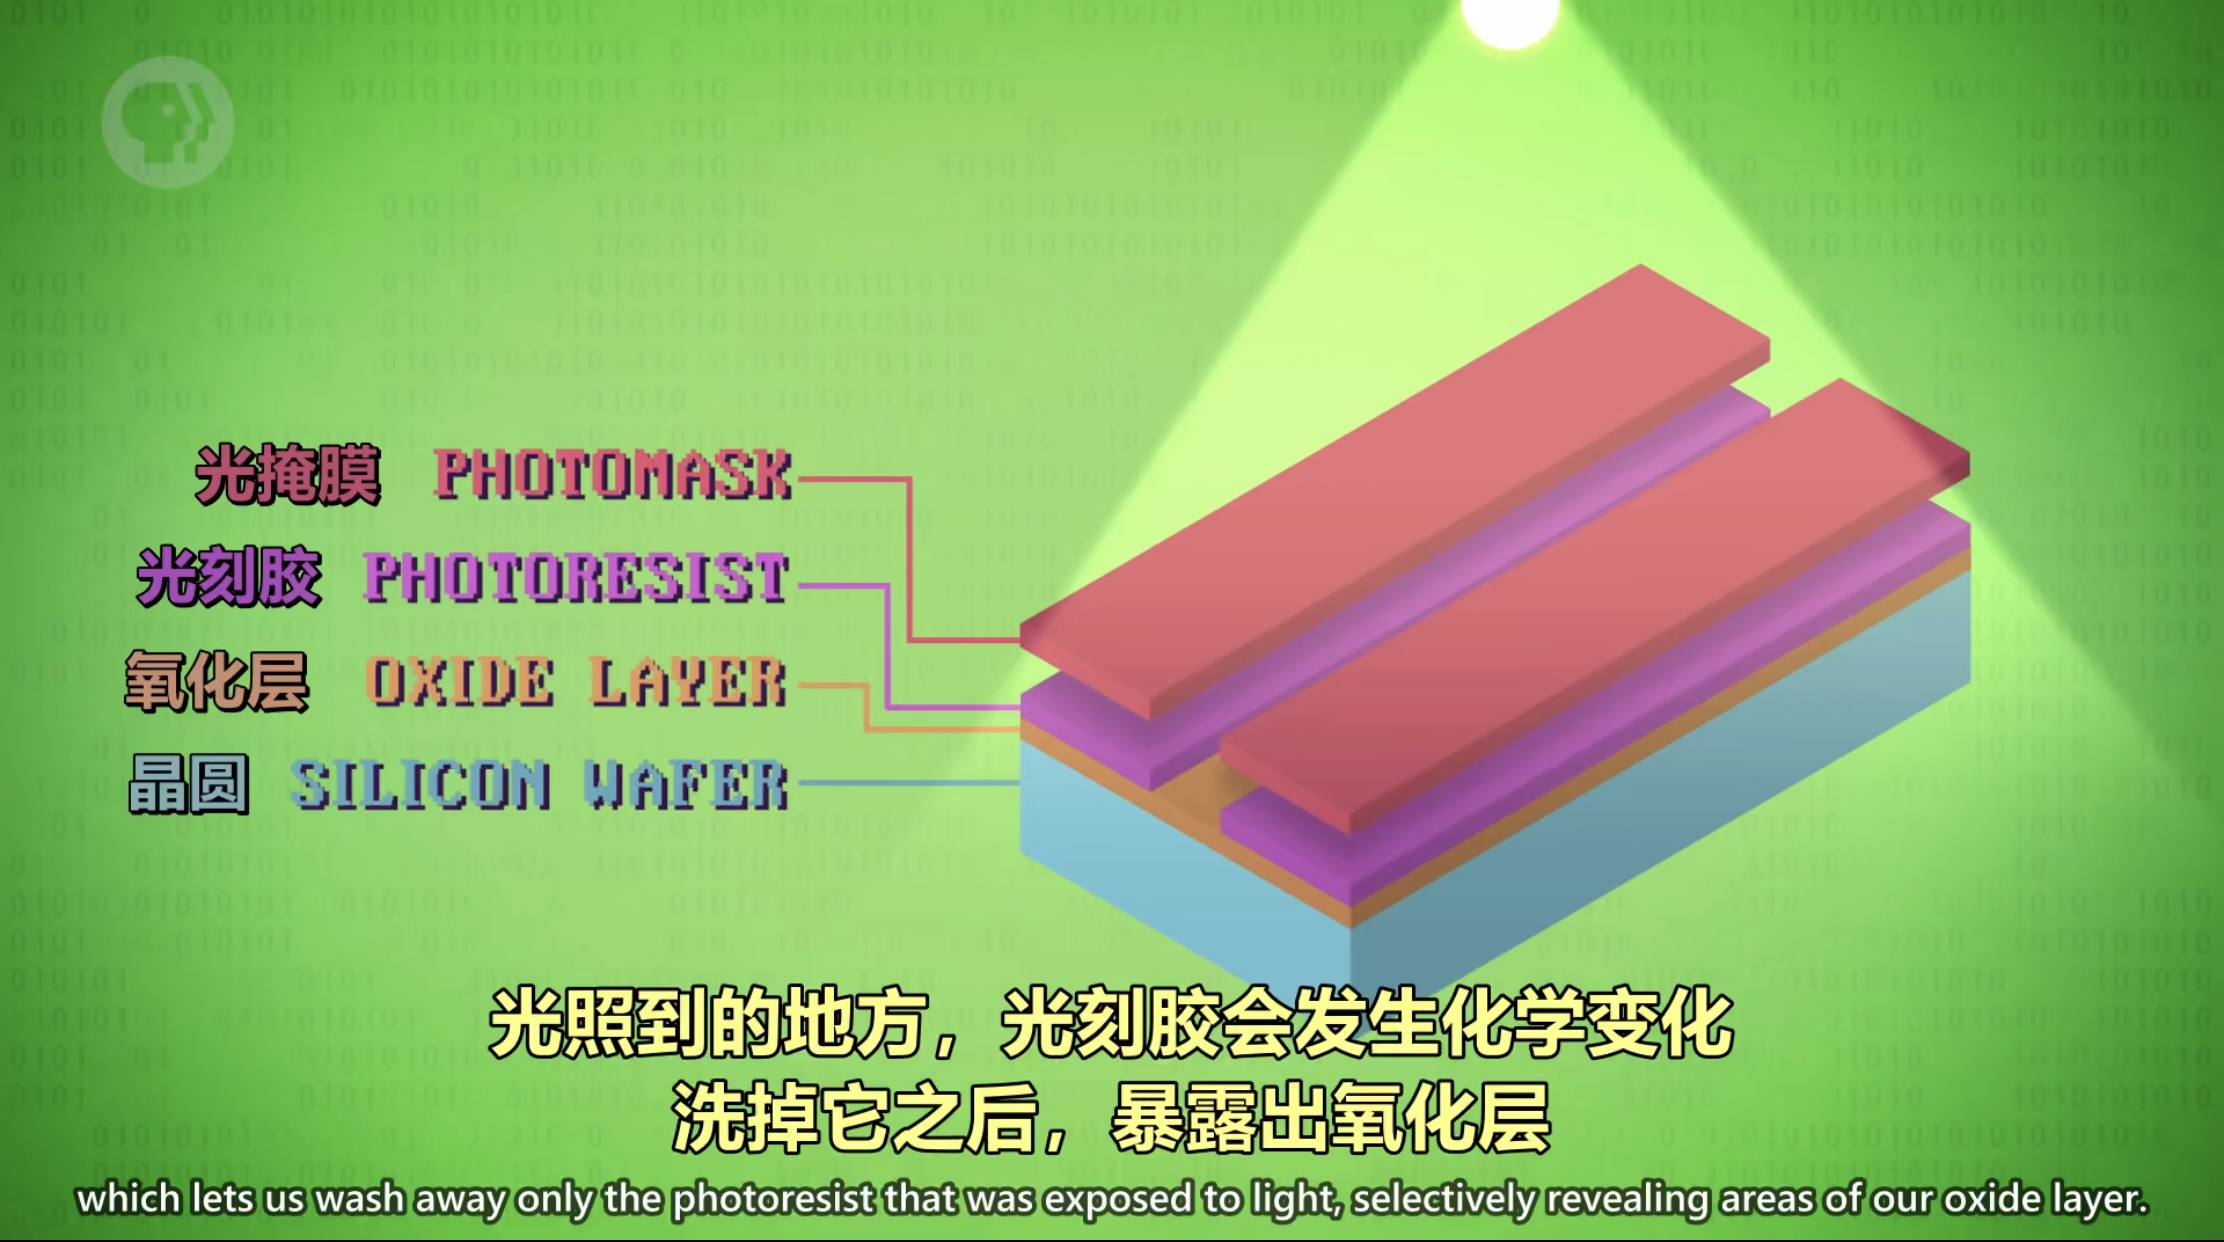 光掩膜 PHOTOMASK
光刻胶 PHOTORESIST
氧化层 OXIDE LAYER
晶圆 SILICON WAFER
光照到的地方，光刻胶会发生化学变化
洗掉它之后，暴露出氧化层
which lets us wash away only the photoresist that was exposed to light, selectively revealing areas of our oxide layer.